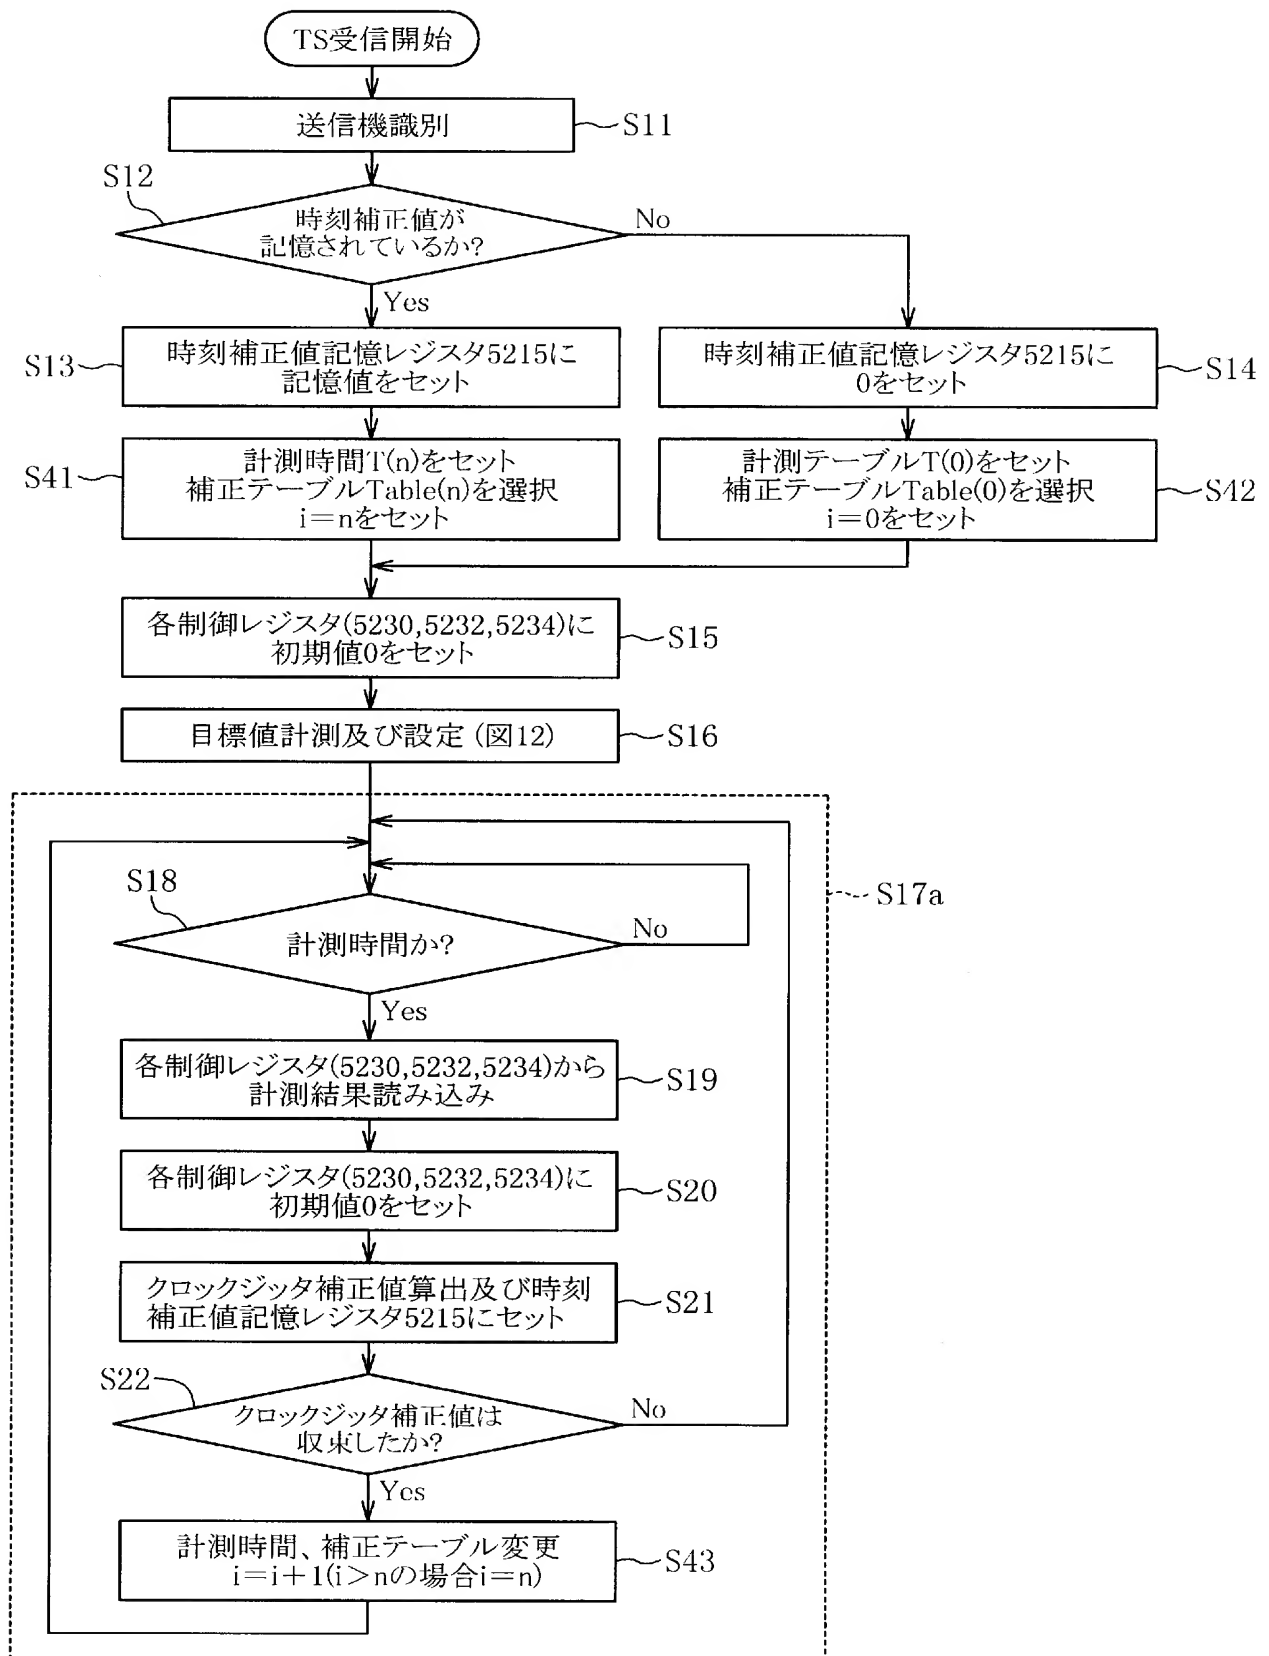 TS受信開始
送信機識別
S11
S12
時刻補正値が
記憶されているか?
No
Yes
S13
時刻補正値記憶レジスタ5215に
記憶値をセット
時刻補正値記憶レジスタ5215に
0をセット
S14
S41
計測時間T(n)をセット
補正テーブルTable(n)を選択
i=nをセット
計測テーブルT(0)をセット
補正テーブルTable(0)を選択
i=0をセット
S42
各制御レジスタ(5230,5232,5234)に
初期値0をセット
S15
目標値計測及び設定(図12)
S16
S17a
S18
計測時間か?
No
Yes
各制御レジスタ(5230,5232,5234)から
計測結果読み込み
S19
各制御レジスタ(5230,5232,5234)に
初期値0をセット
S20
クロックジッタ補正値算出及び時刻
補正値記憶レジスタ5215にセット
S21
S22
クロックジッタ補正値は
収束したか?
No
Yes
計測時間、補正テーブル変更
i=i+1(i>nの場合i=n)
S43